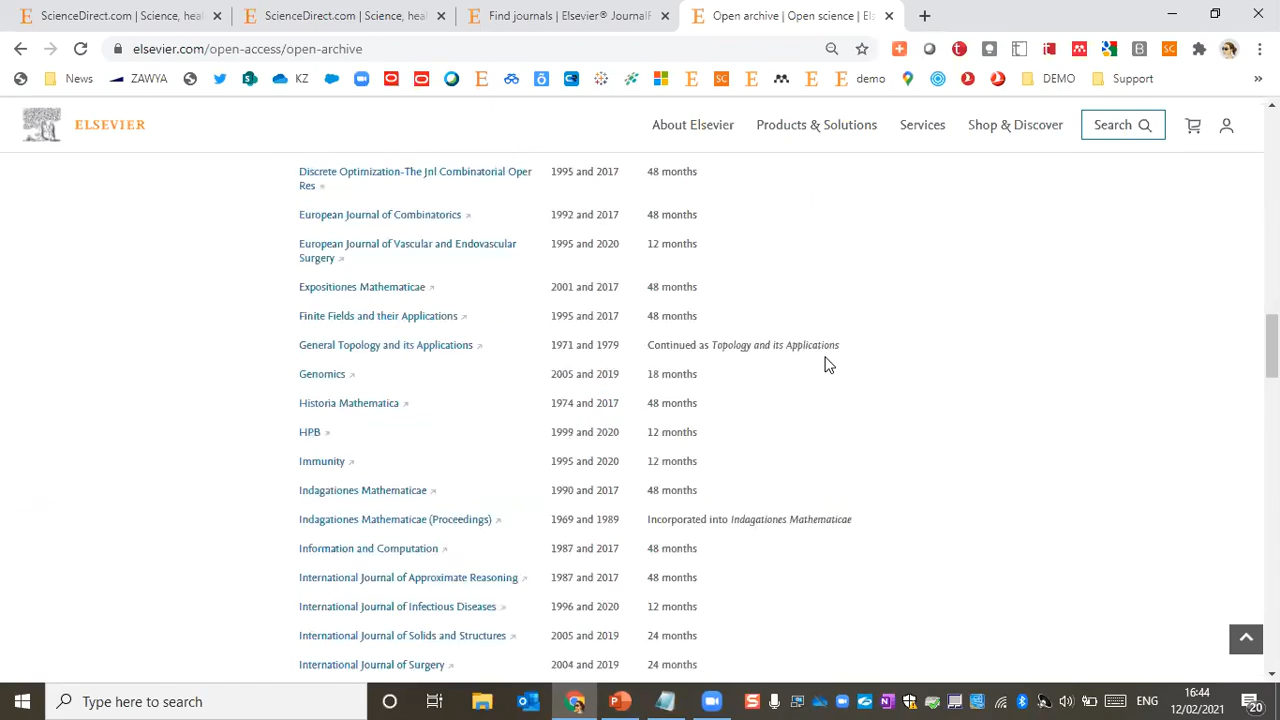 ScienceDirect.com | Science, hea
ScienceDirect.com | Science, heal
Find journals | Elsevier® JournalF
Open archive | Open science | Els
elsevier.com/open-access/open-archive
News
ZAWYA
KZ
demo
DEMO
Support
ELSEVIER
About Elsevier
Products & Solutions
Services
Shop & Discover
Search
Discrete Optimization-The Jnl Combinatorial Oper
Res
1995 and 2017
48 months
European Journal of Combinatorics
1992 and 2017
48 months
European Journal of Vascular and Endovascular
Surgery
1995 and 2020
12 months
Expositiones Mathematicae
2001 and 2017
48 months
Finite Fields and their Applications
1995 and 2017
48 months
General Topology and its Applications
1971 and 1979
Continued as Topology and its Applications
Genomics
2005 and 2019
18 months
Historia Mathematica
1974 and 2017
48 months
HPB
1999 and 2020
12 months
Immunity
1995 and 2020
12 months
Indagationes Mathematicae
1990 and 2017
48 months
Indagationes Mathematicae (Proceedings)
1969 and 1989
Incorporated into Indagationes Mathematicae
Information and Computation
1987 and 2017
48 months
International Journal of Approximate Reasoning
1987 and 2017
48 months
International Journal of Infectious Diseases
1996 and 2020
12 months
International Journal of Solids and Structures
2005 and 2019
24 months
International Journal of Surgery
2004 and 2019
24 months
Type here to search
ENG
16:44
12/02/2021
20